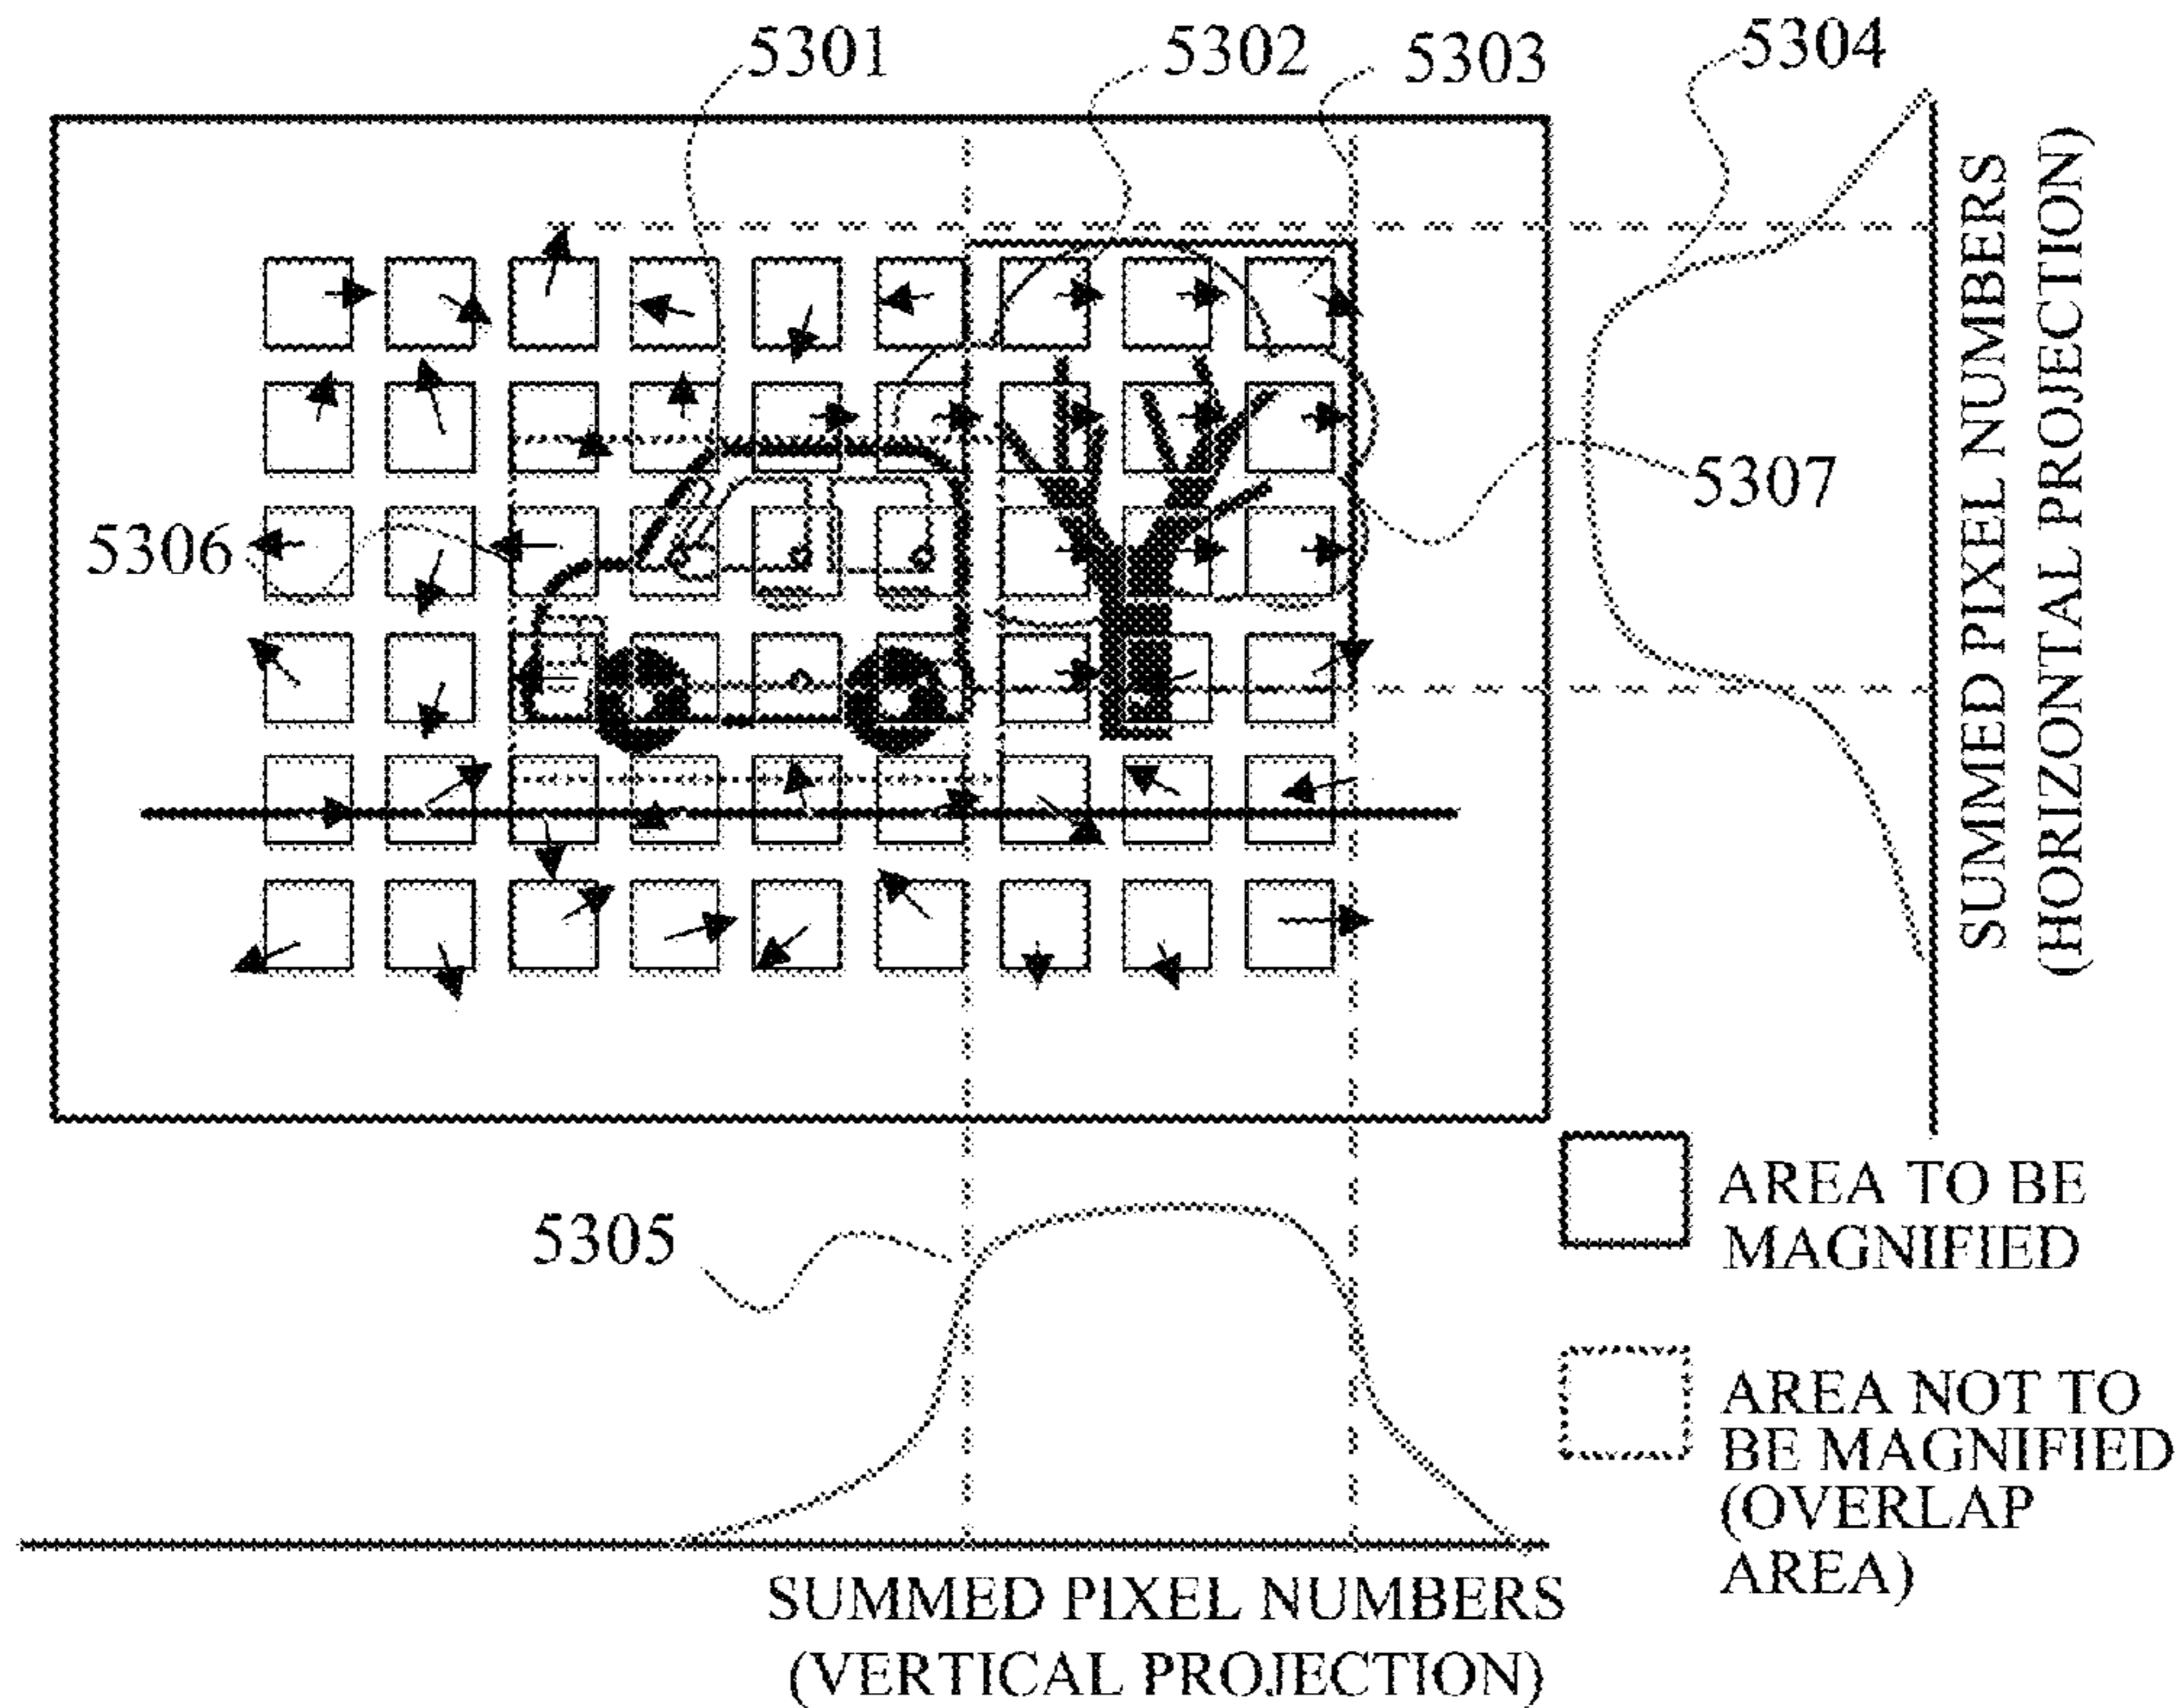 5301
5302
5303
5304
5306
5307
SUMMED PIXEL NUMBERS
(HORIZONTAL PROJECTION)
5305
AREA TO BE
MAGNIFIED
AREA NOT TO
BE MAGNIFIED
(OVERLAP
AREA)
SUMMED PIXEL NUMBERS
(VERTICAL PROJECTION)